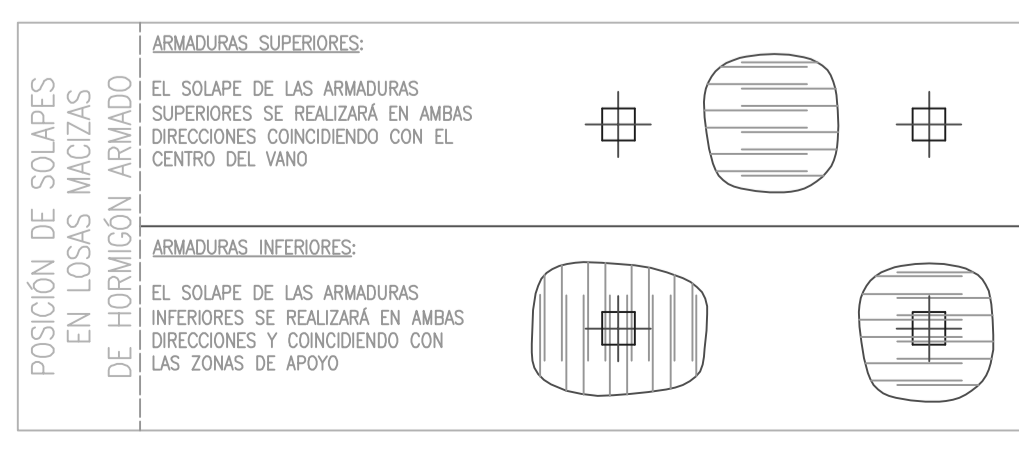 POSICIÓN DE SOLAPES
EN LOSAS MACIZAS
DE HORMIGÓN ARMADO
ARMADURAS SUPERIORES:
EL SOLAPE DE LAS ARMADURAS
SUPERIORES SE REALIZARÁ EN AMBAS
DIRECCIONES COINCIDIENDO CON EL
CENTRO DEL VANO
ARMADURAS INFERIORES:
EL SOLAPE DE LAS ARMADURAS
INFERIORES SE REALIZARÁ EN AMBAS
DIRECCIONES Y COINCIDIENDO CON
LAS ZONAS DE APOYO